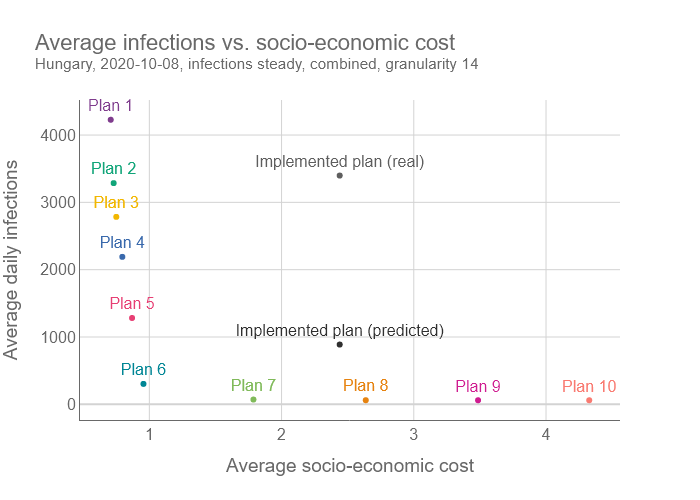 Average infections vs. socio-economic cost
Hungary, 2020-10-08, infections steady, combined, granularity 14
Average daily infections
4000
3000
2000
1000
0
Plan 1
Plan 2
Plan 3
Plan 4
Plan 5
Plan 6
Implemented plan (real)
Implemented plan (predicted)
Plan 7
Plan 8
Plan 9
Plan 10
1
2
3
4
Average socio-economic cost